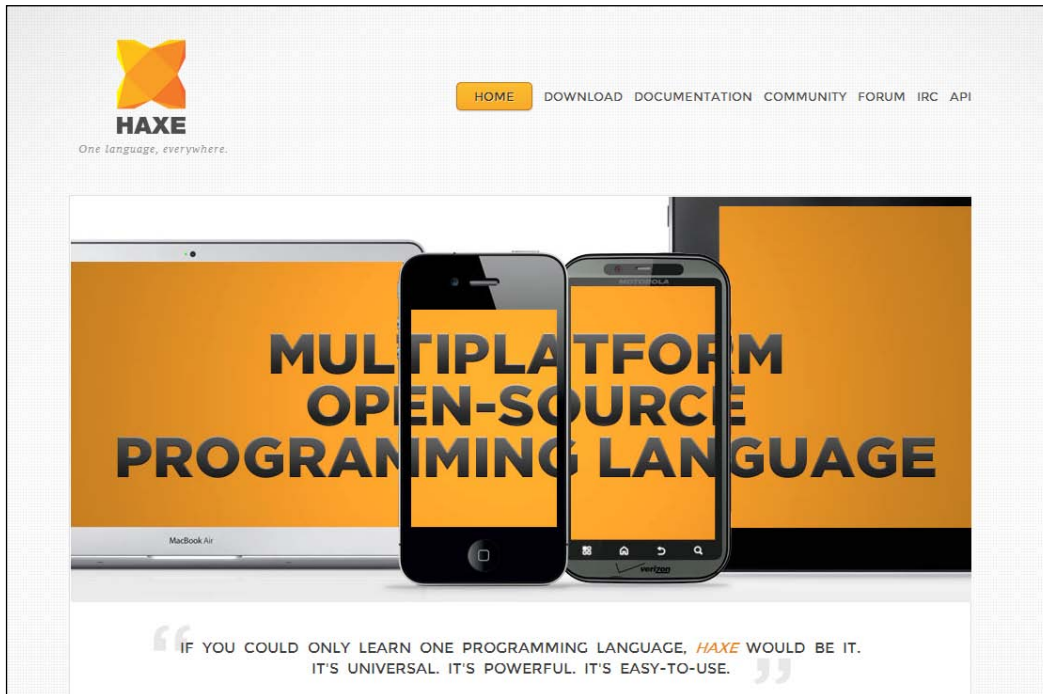 HAXE
One language, everywhere.
HOME DOWNLOAD DOCUMENTATION COMMUNITY FORUM IRC API
MOTOROLA
MULTIPLATFORM
OPEN-SOURCE
PROGRAMMING LANGUAGE
MacBook Air
verizon
“IF YOU COULD ONLY LEARN ONE PROGRAMMING LANGUAGE, HAXE WOULD BE IT.
IT'S UNIVERSAL. IT'S POWERFUL. IT'S EASY-TO-USE.”